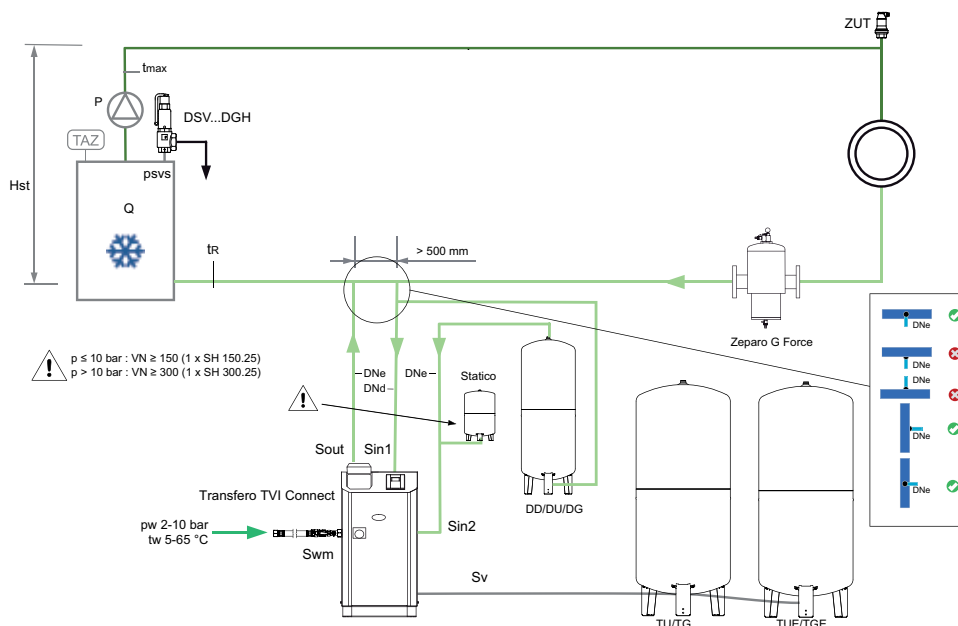 ZUT
tmax
P
DSV...DGH
TAZ
psvs
Hst
Q
tR
> 500 mm
Zeparo G Force
DNe
DNe
DNe
DNe
DNe
p ≤ 10 bar : VN ≥ 150 (1 x SH 150.25)
p > 10 bar : VN ≥ 300 (1 x SH 300.25)
DNe
DNd
DNe
Statico
Sout
Sin1
Transfero TVI Connect
DD/DU/DG
pw 2-10 bar
tw 5-65 °C
Sin2
Swm
Sv
TU/TG
TUE/TGE